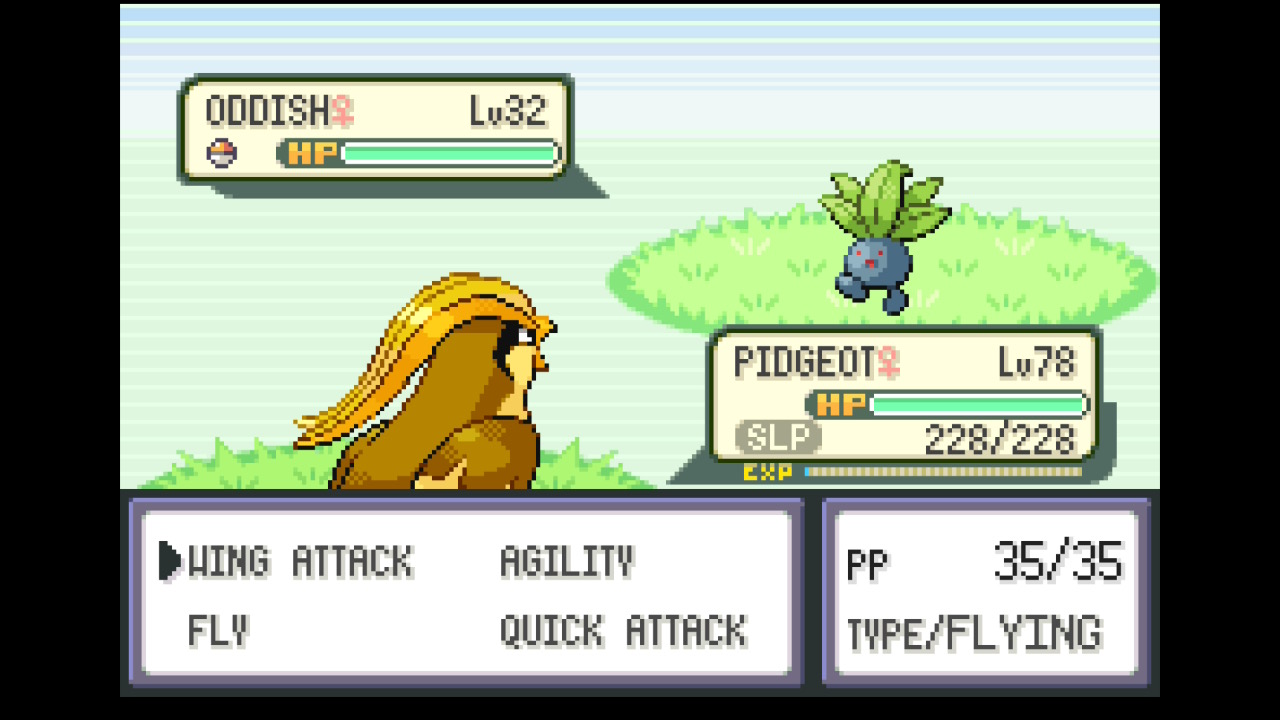 ODDISH♀ Lv32
HP
PIDGEOT♀ Lv78
HP
SLP 228/228
EXP
WING ATTACK AGILITY
FLY QUICK ATTACK
PP 35/35
TYPE/FLYING